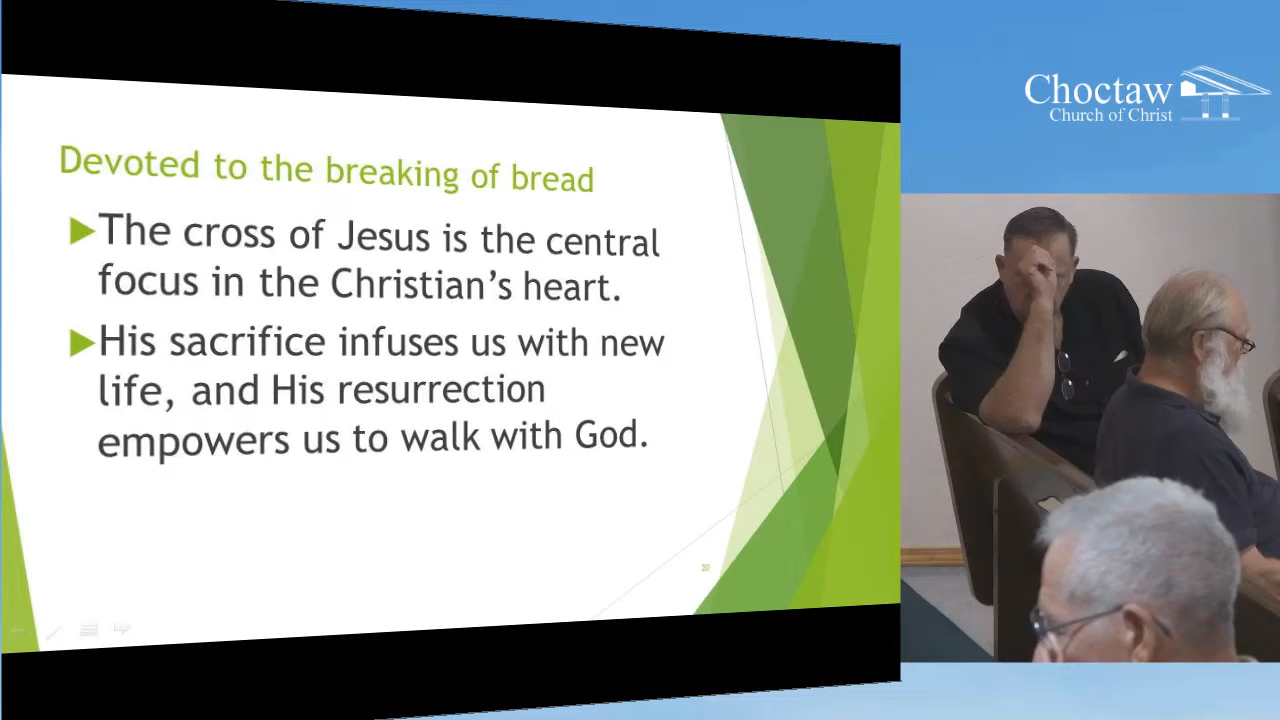 Choctaw
Church of Christ
Devoted to the breaking of bread
The cross of Jesus is the central
focus in the Christian's heart.
His sacrifice infuses us with new
life, and His resurrection
empowers us to walk with God.
20